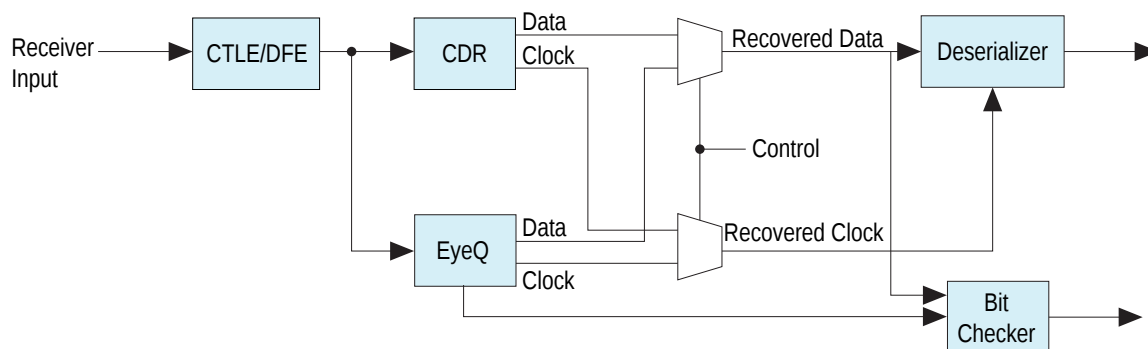 Receiver
Input
CTLE/DFE
CDR
Data
Clock
Recovered Data
Deserializer
Control
EyeQ
Data
Clock
Recovered Clock
Bit
Checker